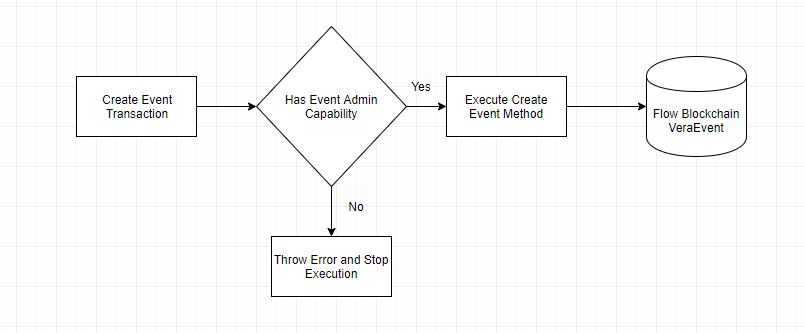 Create Event
Transaction
Has Event Admin
Capability
Yes
Execute Create
Event Method
Flow Blockchain
VeraEvent
No
Throw Error and Stop
Execution